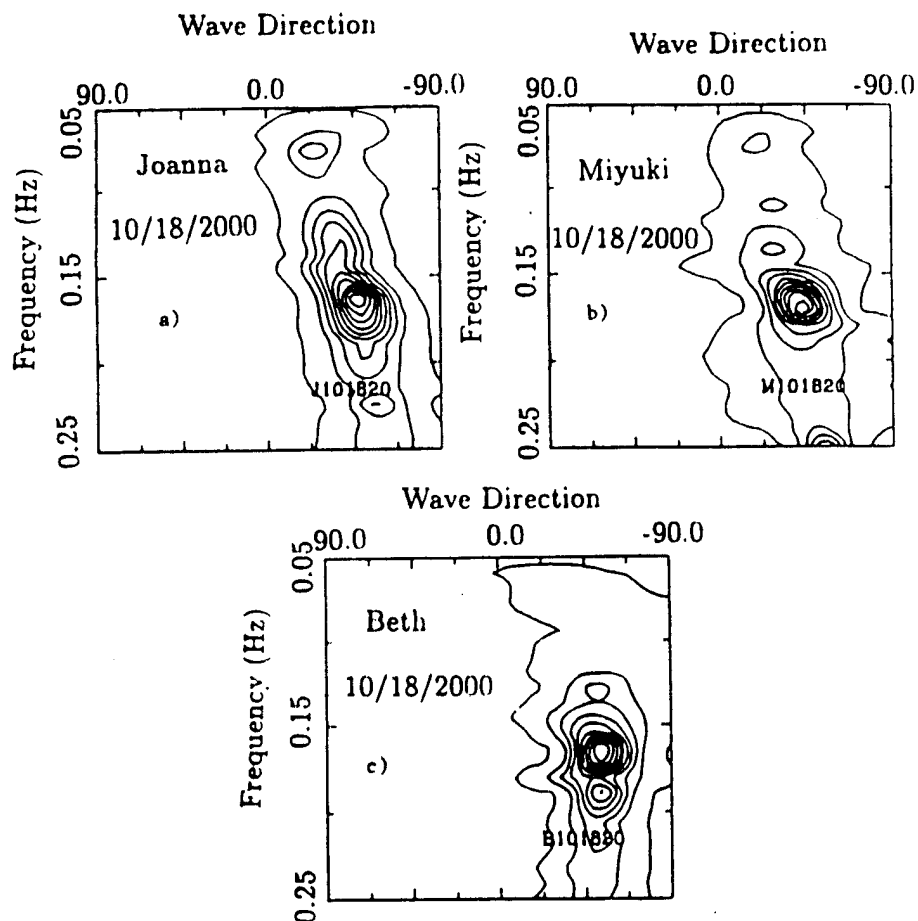 Wave Direction
90.0 0.0 -90.0
Frequency (Hz)
0.05
0.15
0.25
Joanna
10/18/2000
a)
J101820
Wave Direction
90.0 0.0 -90.0
Frequency (Hz)
0.05
0.15
0.25
Miyuki
10/18/2000
b)
M101820
Wave Direction
90.0 0.0 -90.0
Frequency (Hz)
0.05
0.15
0.25
Beth
10/18/2000
c)
B101820